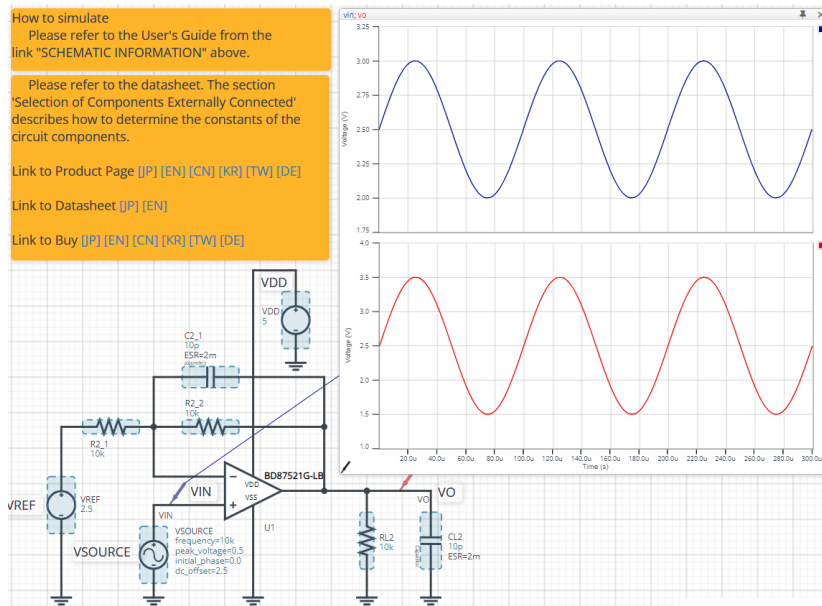 How to simulate
Please refer to the User's Guide from the
link "SCHEMATIC INFORMATION" above.
Please refer to the datasheet. The section
'Selection of Components Externally Connected'
describes how to determine the constants of the
circuit components.
Link to Product Page [JP] [EN] [CN] [KR] [TW] [DE]
Link to Datasheet [JP] [EN]
Link to Buy [JP] [EN] [CN] [KR] [TW] [DE]
vin; vo
3.25
3.00
2.75
2.50
2.25
2.00
1.75
Voltage (V)
4.0
3.5
3.0
2.5
2.0
1.5
1.0
Voltage (V)
20.0u 40.0u 60.0u 80.0u 100.0u 120.0u 140.0u 160.0u 180.0u 200.0u 220.0u 240.0u 260.0u 280.0u 300.0u
Time (s)
VDD
VDD
5
C2_1
10p
ESR=2m
R2_2
10k
R2_1
10k
BD87521G-LB
VDD
VSS
U1
VIN
VIN
VREF
VREF
2.5
VSOURCE
VSOURCE
frequency=10k
peak_voltage=0.5
initial_phase=0.0
dc_offset=2.5
VO
VO
RL2
10k
CL2
10p
ESR=2m